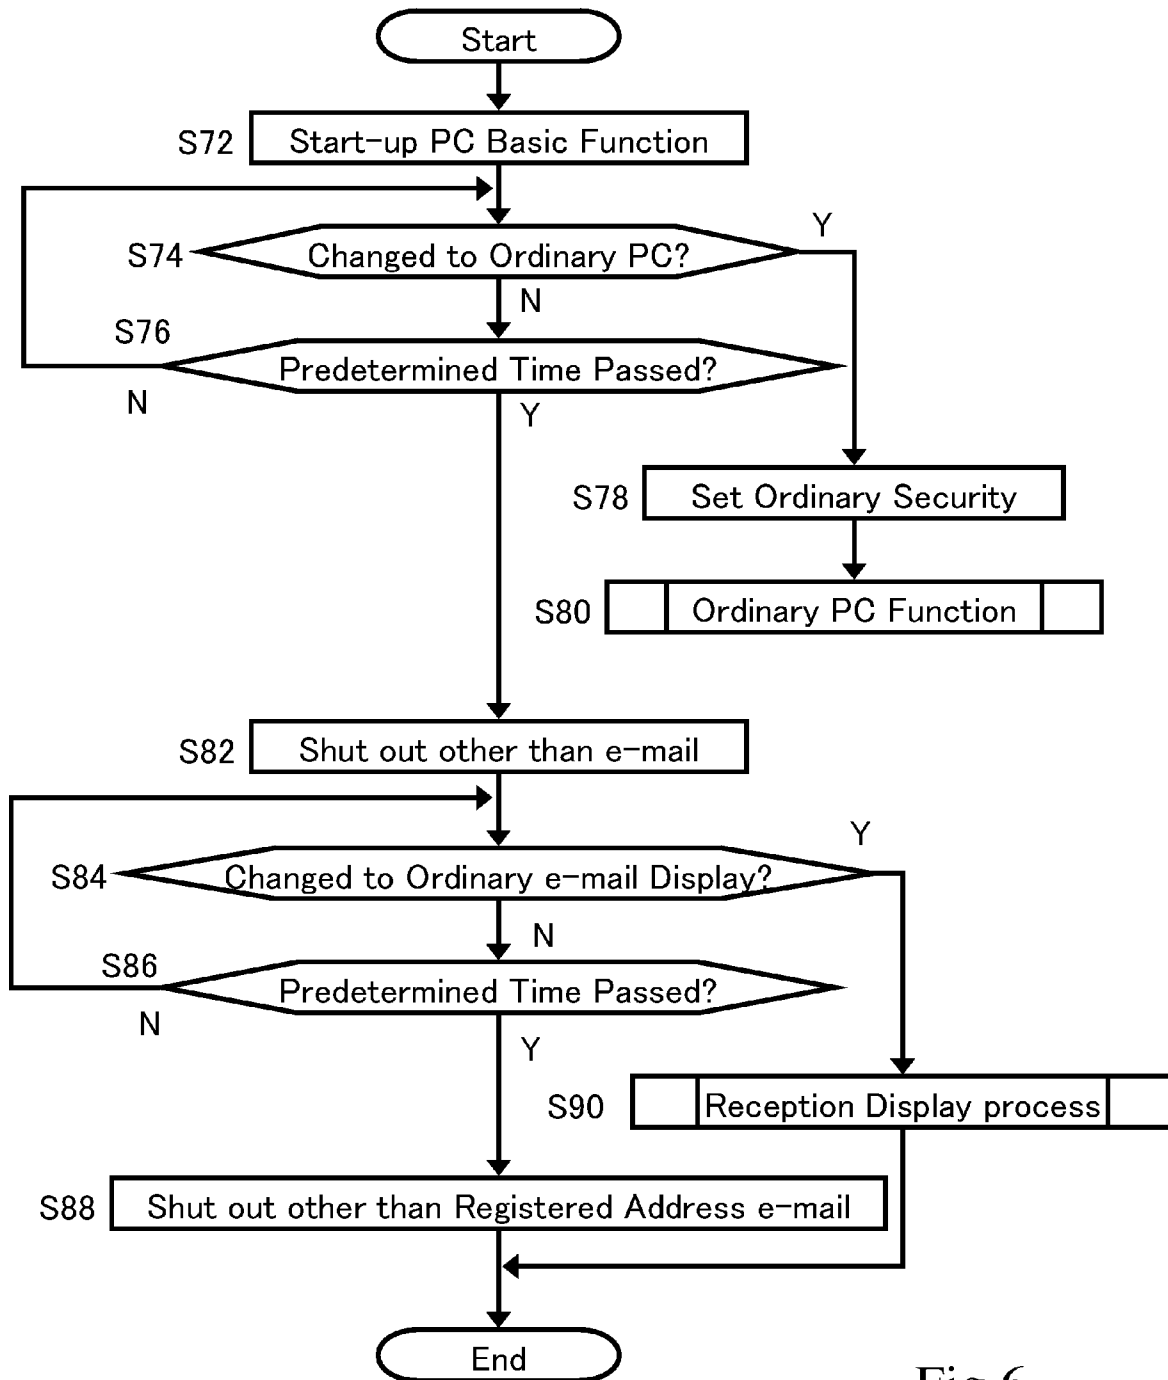 Start
S72 Start-up PC Basic Function
Y
S74 Changed to Ordinary PC?
N
S76
Predetermined Time Passed?
N
Y
S78 Set Ordinary Security
S80 Ordinary PC Function
S82 Shut out other than e-mail
Y
S84 Changed to Ordinary e-mail Display?
N
S86
Predetermined Time Passed?
N
Y
S90 Reception Display process
S88 Shut out other than Registered Address e-mail
End
Fig.6